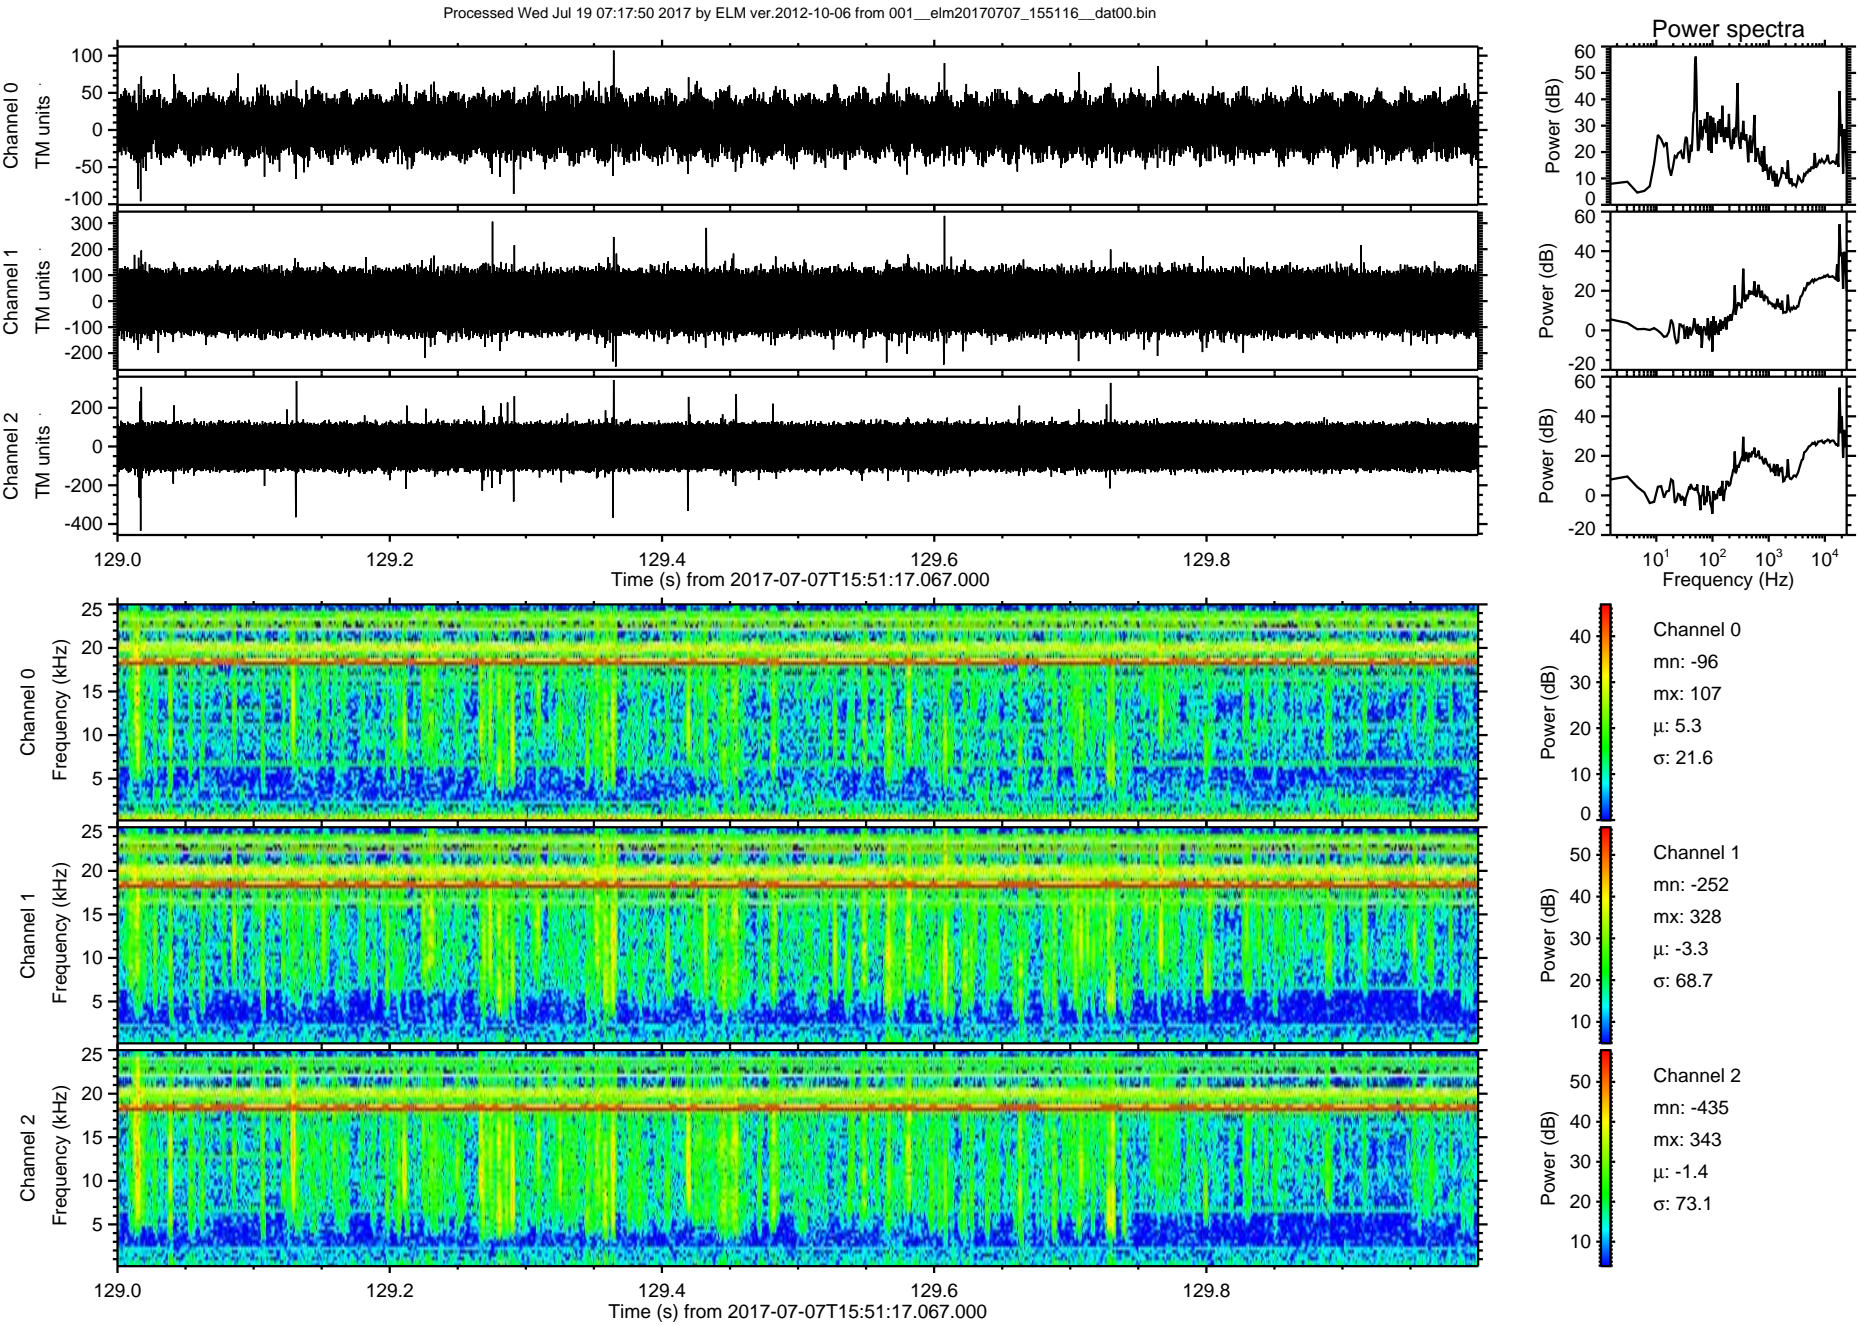 Processed Wed Jul 19 07:17:50 2017 by ELM ver.2012-10-06 from 001__elm20170707_155116__dat00.bin
Power spectra
Channel 0
TM units
100
50
0
-50
-100
Power (dB)
60
50
40
30
20
10
0
Channel 1
TM units
300
200
100
0
-100
-200
Power (dB)
60
40
20
0
-20
Channel 2
TM units
200
0
-200
-400
Power (dB)
60
40
20
0
-20
129.0 129.2 129.4 129.6 129.8
Time (s) from 2017-07-07T15:51:17.067.000
10¹ 10² 10³ 10⁴
Frequency (Hz)
Channel 0
Frequency (kHz)
25
20
15
10
5
Power (dB)
40
30
20
10
0
Channel 0
mn: -96
mx: 107
μ: 5.3
σ: 21.6
Channel 1
Frequency (kHz)
25
20
15
10
5
Power (dB)
50
40
30
20
10
Channel 1
mn: -252
mx: 328
μ: -3.3
σ: 68.7
Channel 2
Frequency (kHz)
25
20
15
10
5
Power (dB)
50
40
30
20
10
Channel 2
mn: -435
mx: 343
μ: -1.4
σ: 73.1
129.0 129.2 129.4 129.6 129.8
Time (s) from 2017-07-07T15:51:17.067.000